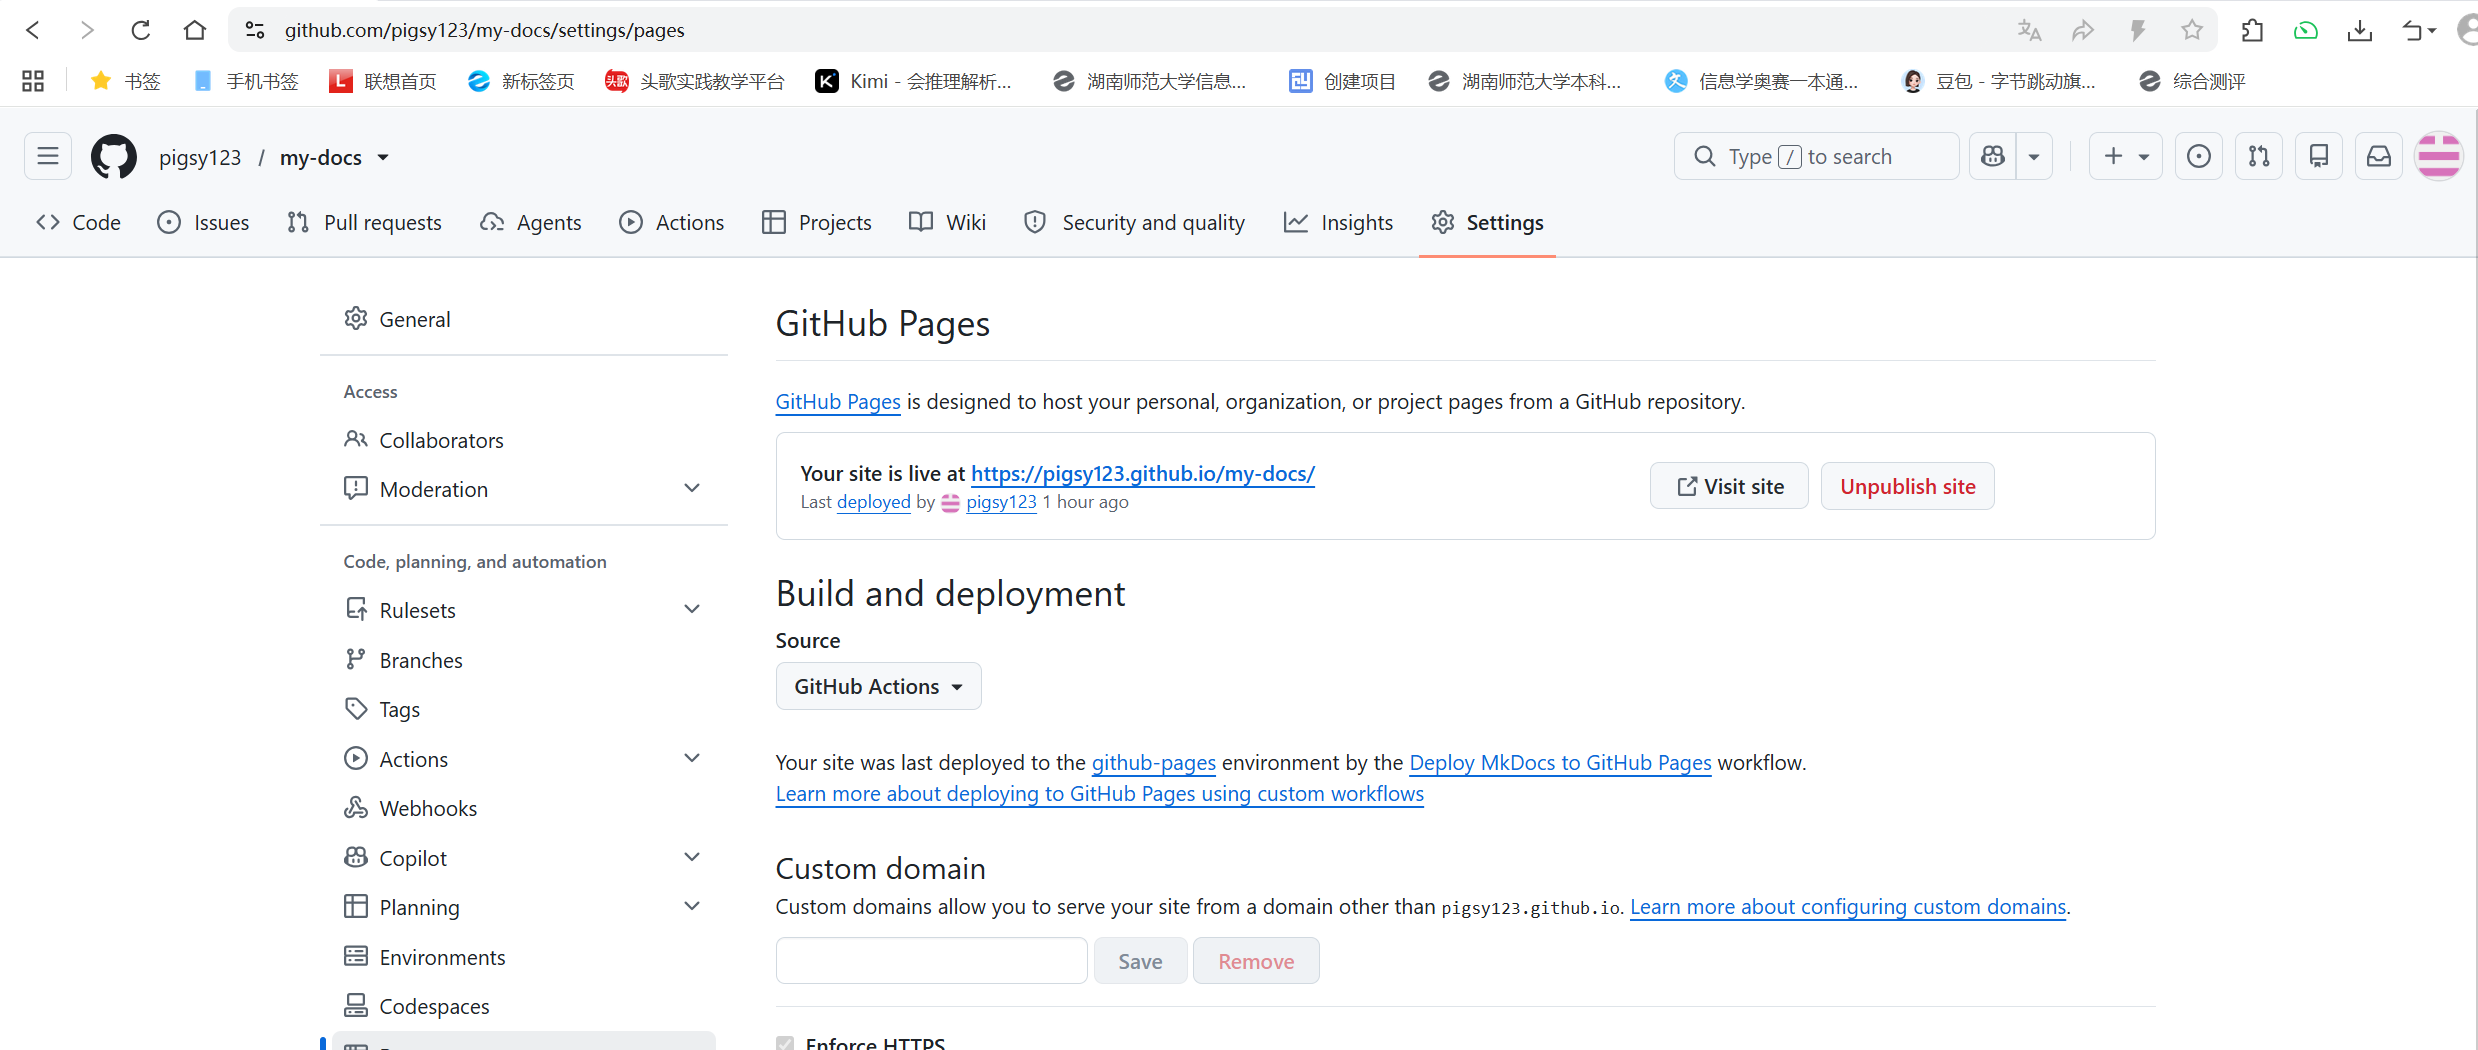 github.com/pigsy123/my-docs/settings/pages
书签 手机书签 联想首页 新标签页 头歌 头歌实践教学平台 Kimi - 会推理解析... 湖南师范大学信息... 创建项目 湖南师范大学本科... 信息学奥赛一本通... 豆包 - 字节跳动旗... 综合测评
pigsy123 / my-docs
Type / to search
Code Issues Pull requests Agents Actions Projects Wiki Security and quality Insights Settings
General
Access
Collaborators
Moderation
Code, planning, and automation
Rulesets
Branches
Tags
Actions
Webhooks
Copilot
Planning
Environments
Codespaces
GitHub Pages
GitHub Pages is designed to host your personal, organization, or project pages from a GitHub repository.
Your site is live at https://pigsy123.github.io/my-docs/
Last deployed by pigsy123 1 hour ago
Visit site
Unpublish site
Build and deployment
Source
GitHub Actions
Your site was last deployed to the github-pages environment by the Deploy MkDocs to GitHub Pages workflow.
Learn more about deploying to GitHub Pages using custom workflows
Custom domain
Custom domains allow you to serve your site from a domain other than pigsy123.github.io. Learn more about configuring custom domains.
Save
Remove
Enforce HTTPS